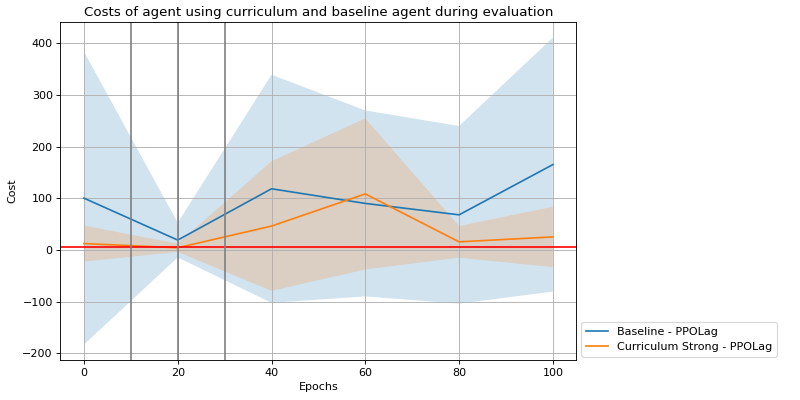 Costs of agent using curriculum and baseline agent during evaluation
400
300
200
100
0
−100
−200
Cost
0 20 40 60 80 100
Epochs
Baseline - PPOLag
Curriculum Strong - PPOLag